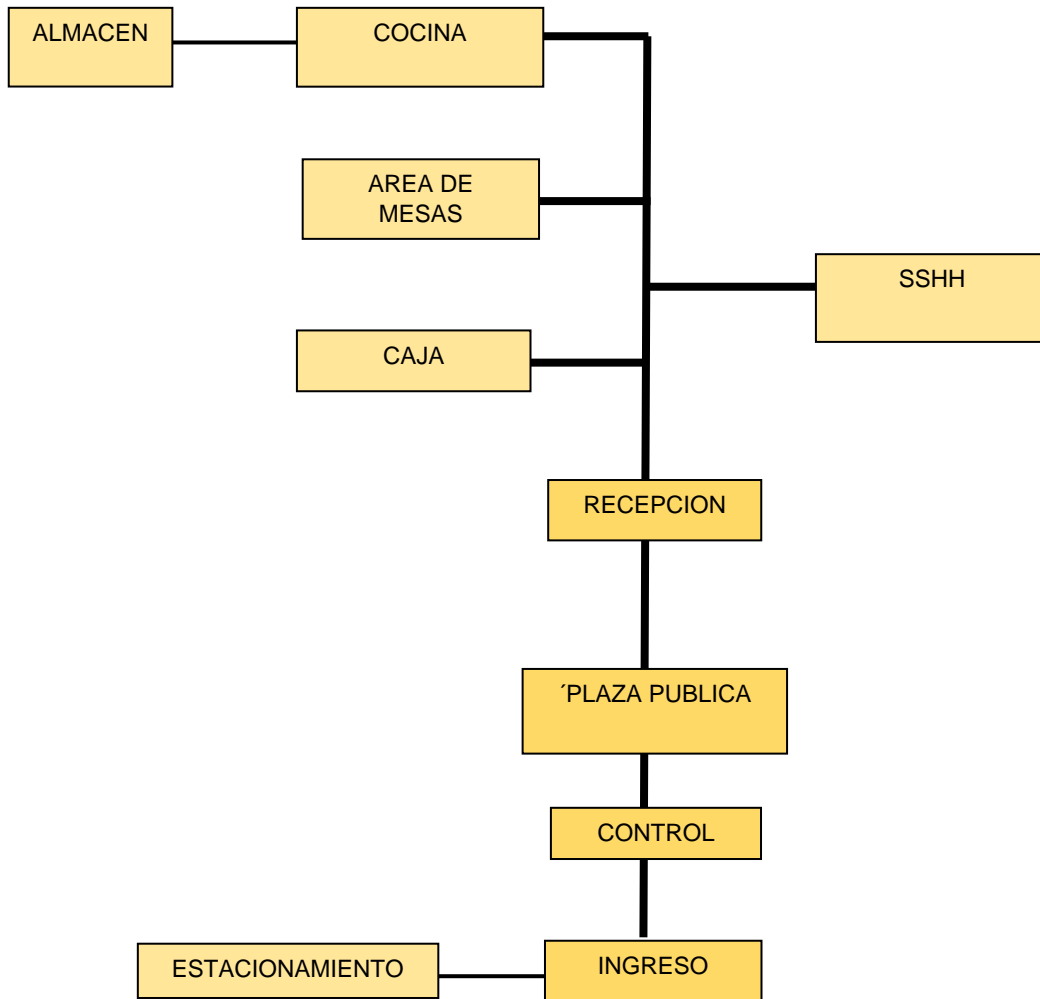 ALMACEN
COCINA
AREA DE
MESAS
SSHH
CAJA
RECEPCION
´PLAZA PUBLICA
CONTROL
ESTACIONAMIENTO
INGRESO